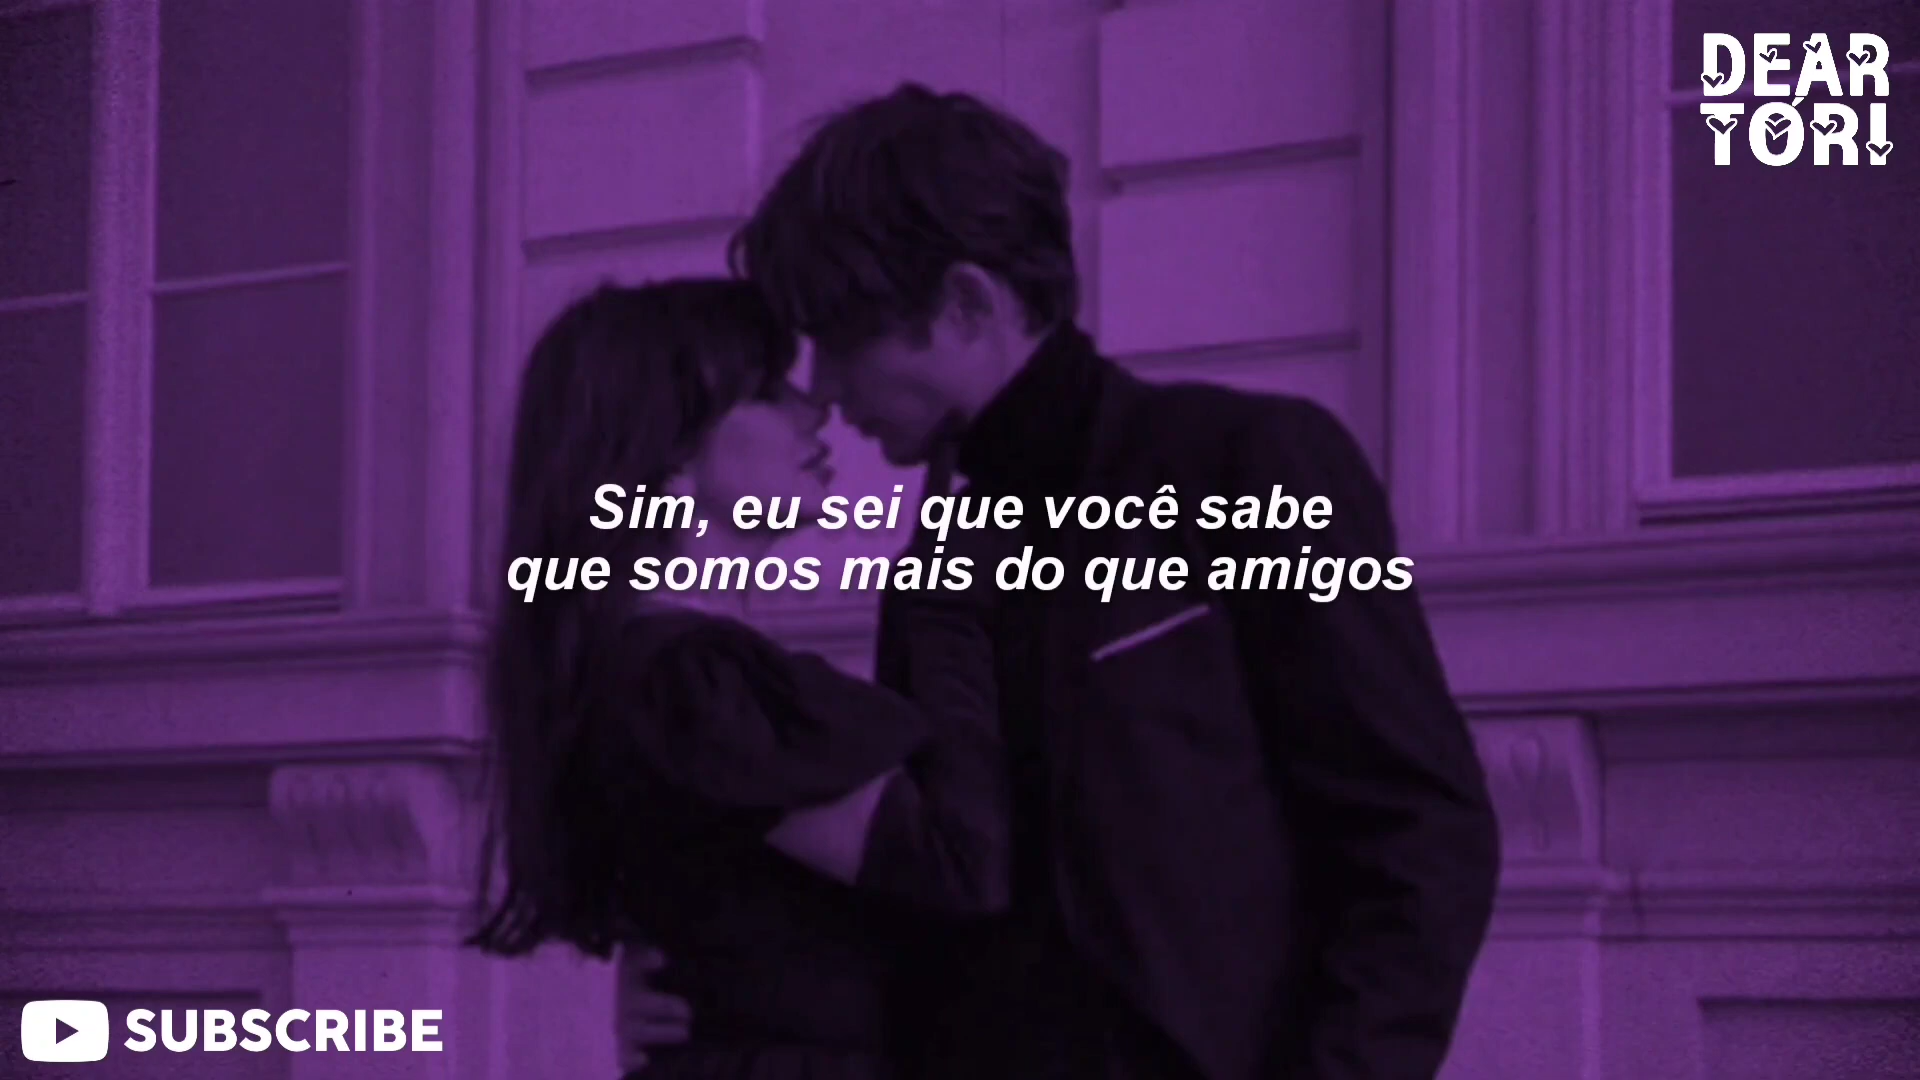 DEAR
TÓRI
Sim, eu sei que você sabe
que somos mais do que amigos
SUBSCRIBE